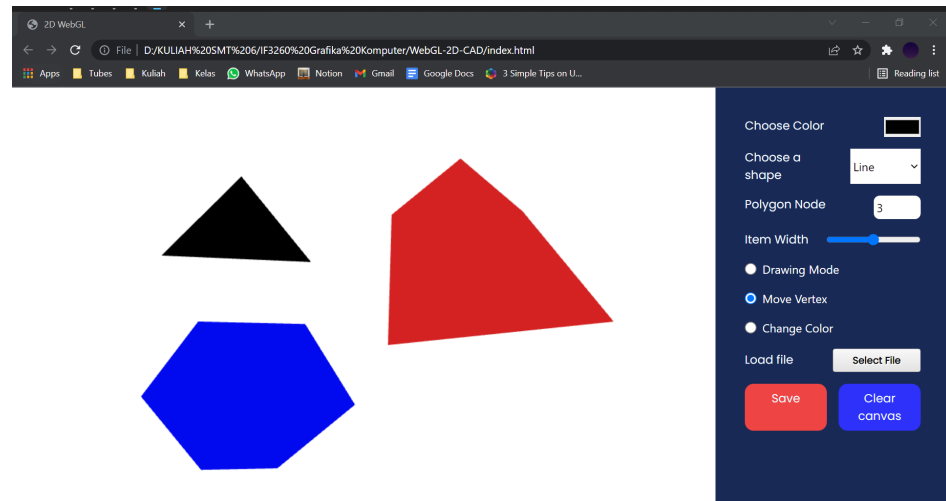 2D WebGL
File | D:/KULIAH%20SMT%206/IF3260%20Grafika%20Komputer/WebGL-2D-CAD/index.html
Apps Tubes Kuliah Kelas WhatsApp Notion Gmail Google Docs 3 Simple Tips on U... Reading list
Choose Color
Choose a
shape
Line
Polygon Node
3
Item Width
Drawing Mode
Move Vertex
Change Color
Load file
Select File
Save
Clear
canvas